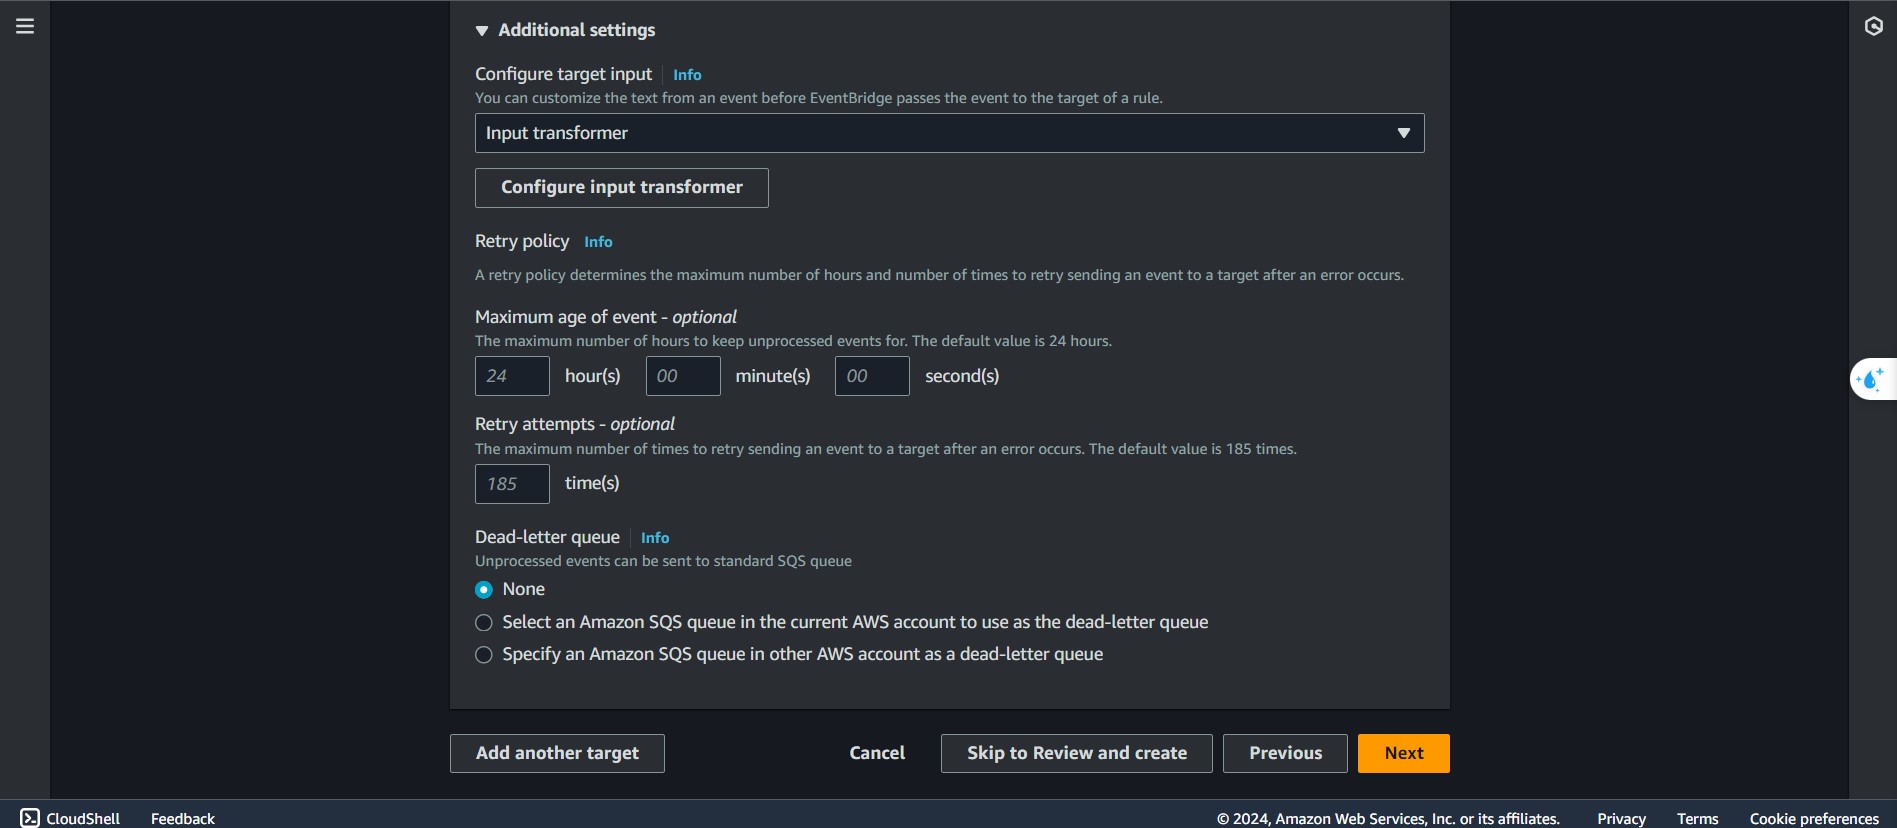 Additional settings
Configure target input Info
You can customize the text from an event before EventBridge passes the event to the target of a rule.
Input transformer
Configure input transformer
Retry policy Info
A retry policy determines the maximum number of hours and number of times to retry sending an event to a target after an error occurs.
Maximum age of event - optional
The maximum number of hours to keep unprocessed events for. The default value is 24 hours.
24 hour(s) 00 minute(s) 00 second(s)
Retry attempts - optional
The maximum number of times to retry sending an event to a target after an error occurs. The default value is 185 times.
185 time(s)
Dead-letter queue Info
Unprocessed events can be sent to standard SQS queue
None
Select an Amazon SQS queue in the current AWS account to use as the dead-letter queue
Specify an Amazon SQS queue in other AWS account as a dead-letter queue
Add another target Cancel Skip to Review and create Previous Next
CloudShell Feedback © 2024, Amazon Web Services, Inc. or its affiliates. Privacy Terms Cookie preferences